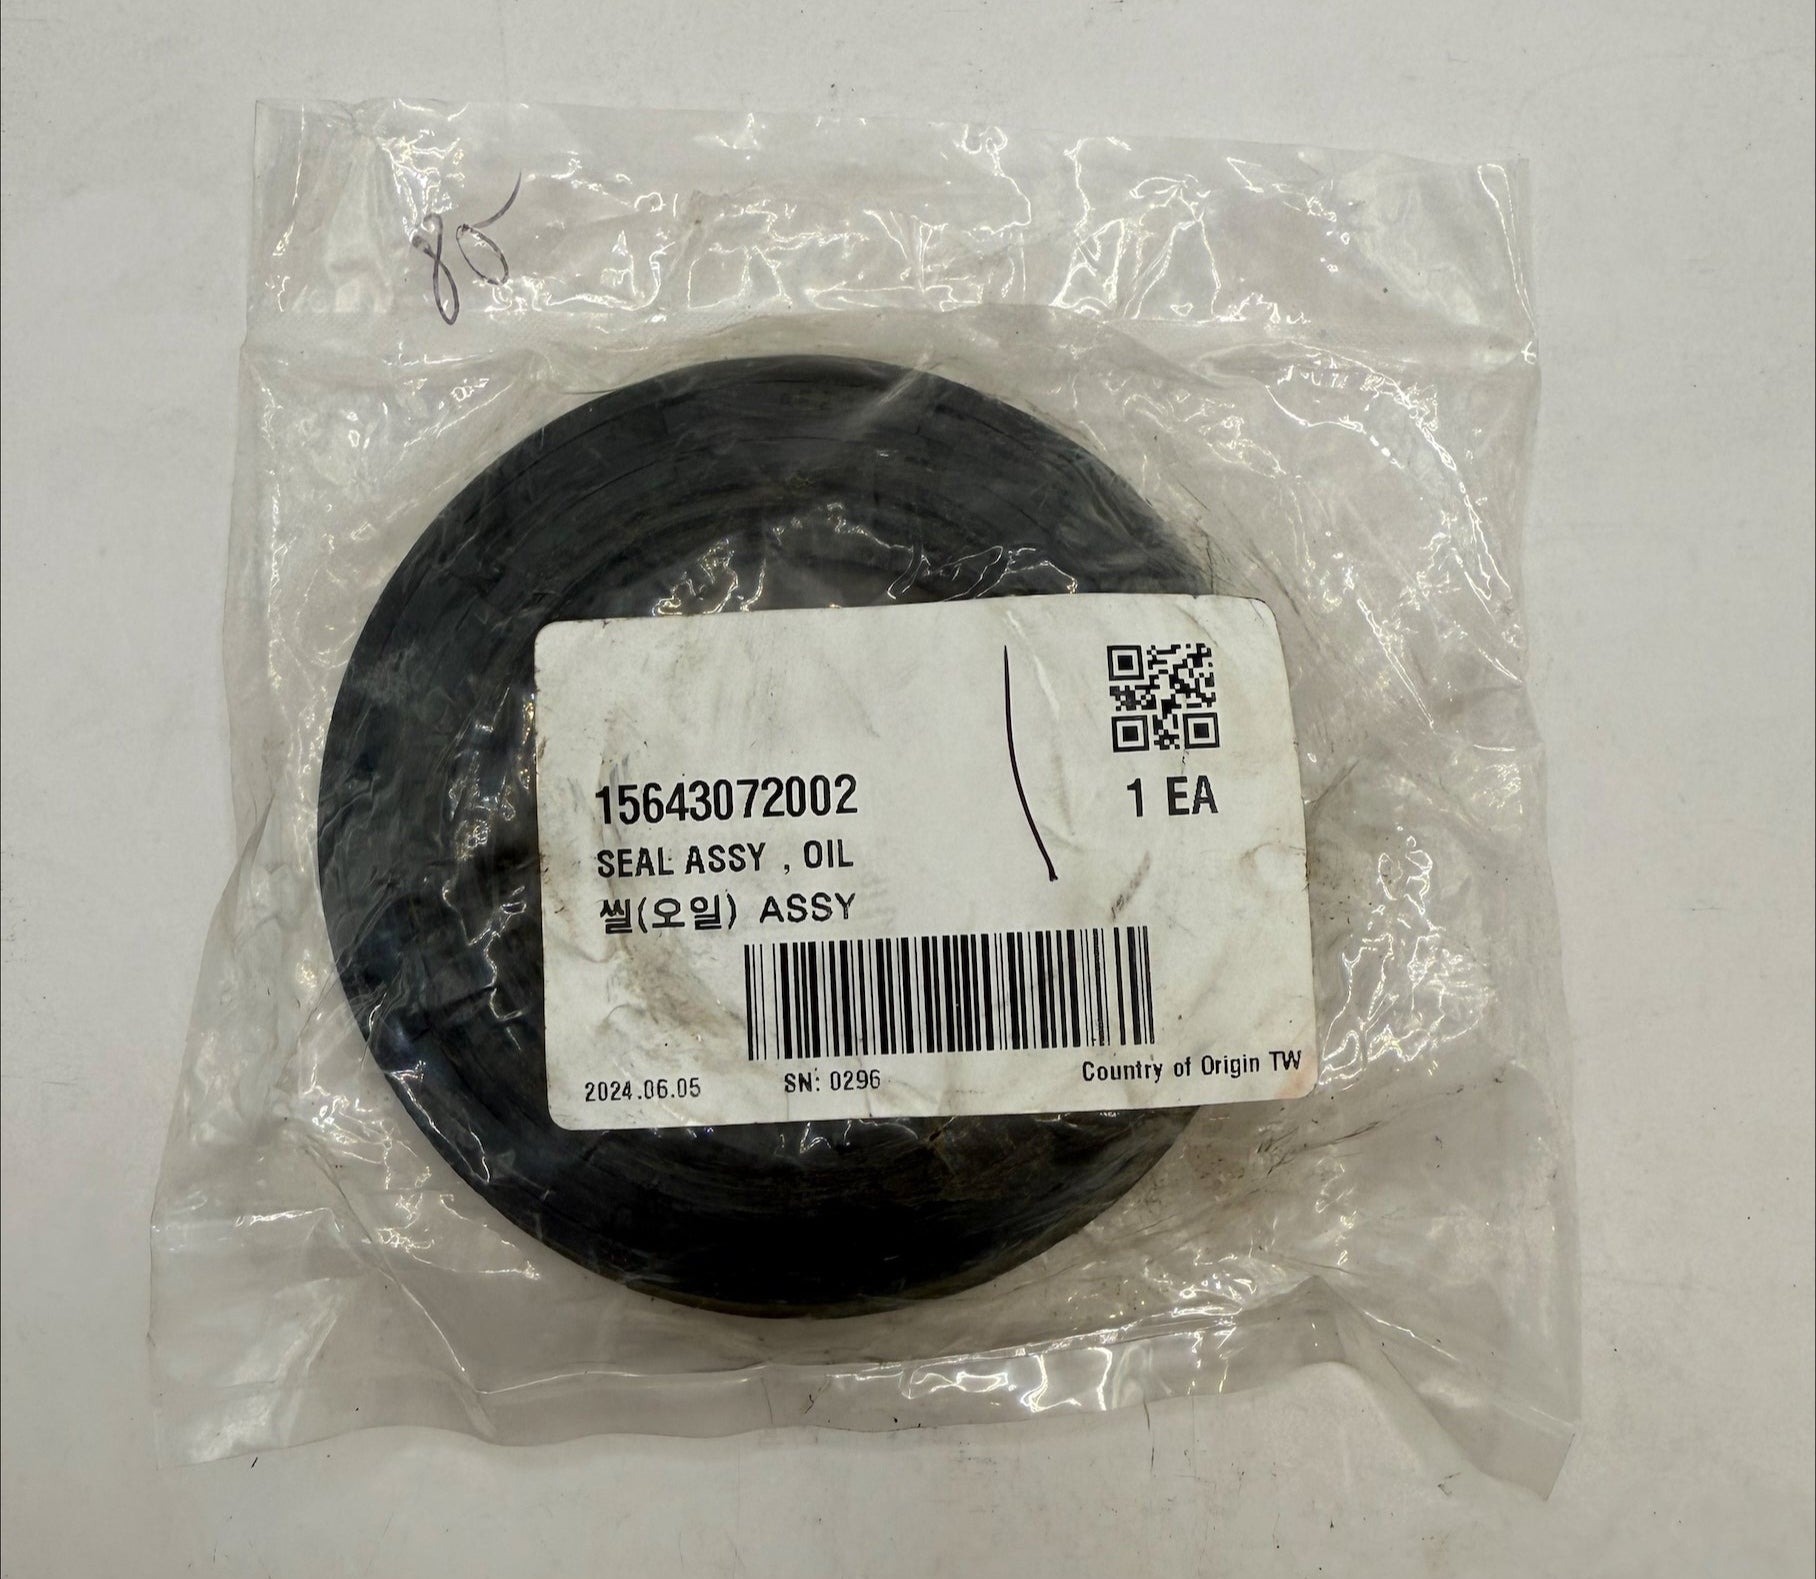 85
1 EA
15643072002
SEAL ASSY , OIL
씰(오일) ASSY
2024.06.05 SN: 0296 Country of Origin TW